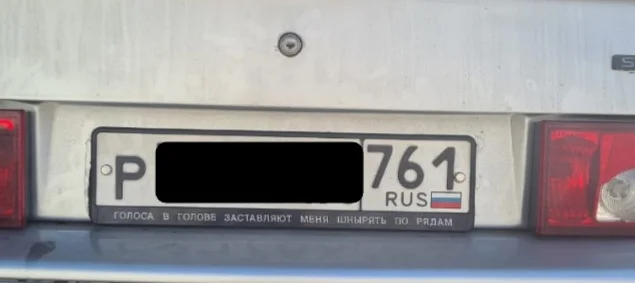 Р 761
RUS
ГОЛОСА В ГОЛОВЕ ЗАСТАВЛЯЮТ МЕНЯ ШНЫРЯТЬ ПО РЯДАМ